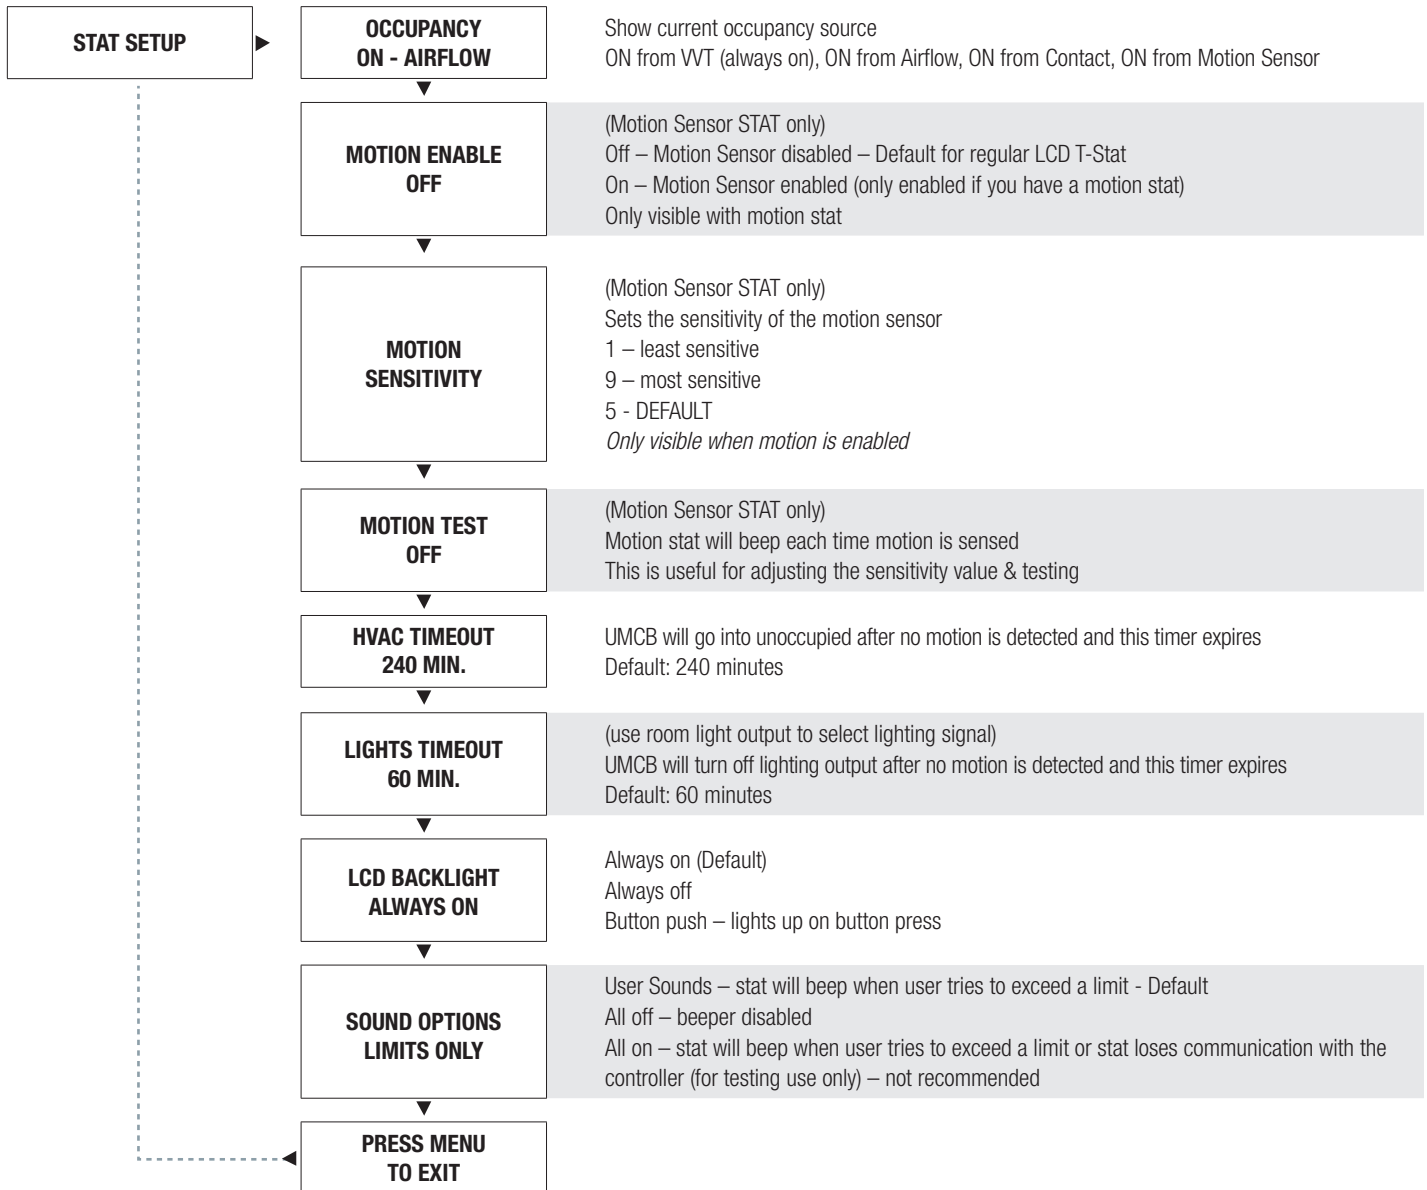 STAT SETUP
OCCUPANCY
ON - AIRFLOW
Show current occupancy source
ON from VVT (always on), ON from Airflow, ON from Contact, ON from Motion Sensor
MOTION ENABLE
OFF
(Motion Sensor STAT only)
Off – Motion Sensor disabled – Default for regular LCD T-Stat
On – Motion Sensor enabled (only enabled if you have a motion stat)
Only visible with motion stat
MOTION
SENSITIVITY
(Motion Sensor STAT only)
Sets the sensitivity of the motion sensor
1 – least sensitive
9 – most sensitive
5 - DEFAULT
Only visible when motion is enabled
MOTION TEST
OFF
(Motion Sensor STAT only)
Motion stat will beep each time motion is sensed
This is useful for adjusting the sensitivity value & testing
HVAC TIMEOUT
240 MIN.
UMCB will go into unoccupied after no motion is detected and this timer expires
Default: 240 minutes
LIGHTS TIMEOUT
60 MIN.
(use room light output to select lighting signal)
UMCB will turn off lighting output after no motion is detected and this timer expires
Default: 60 minutes
LCD BACKLIGHT
ALWAYS ON
Always on (Default)
Always off
Button push – lights up on button press
SOUND OPTIONS
LIMITS ONLY
User Sounds – stat will beep when user tries to exceed a limit - Default
All off – beeper disabled
All on – stat will beep when user tries to exceed a limit or stat loses communication with the
controller (for testing use only) – not recommended
PRESS MENU
TO EXIT